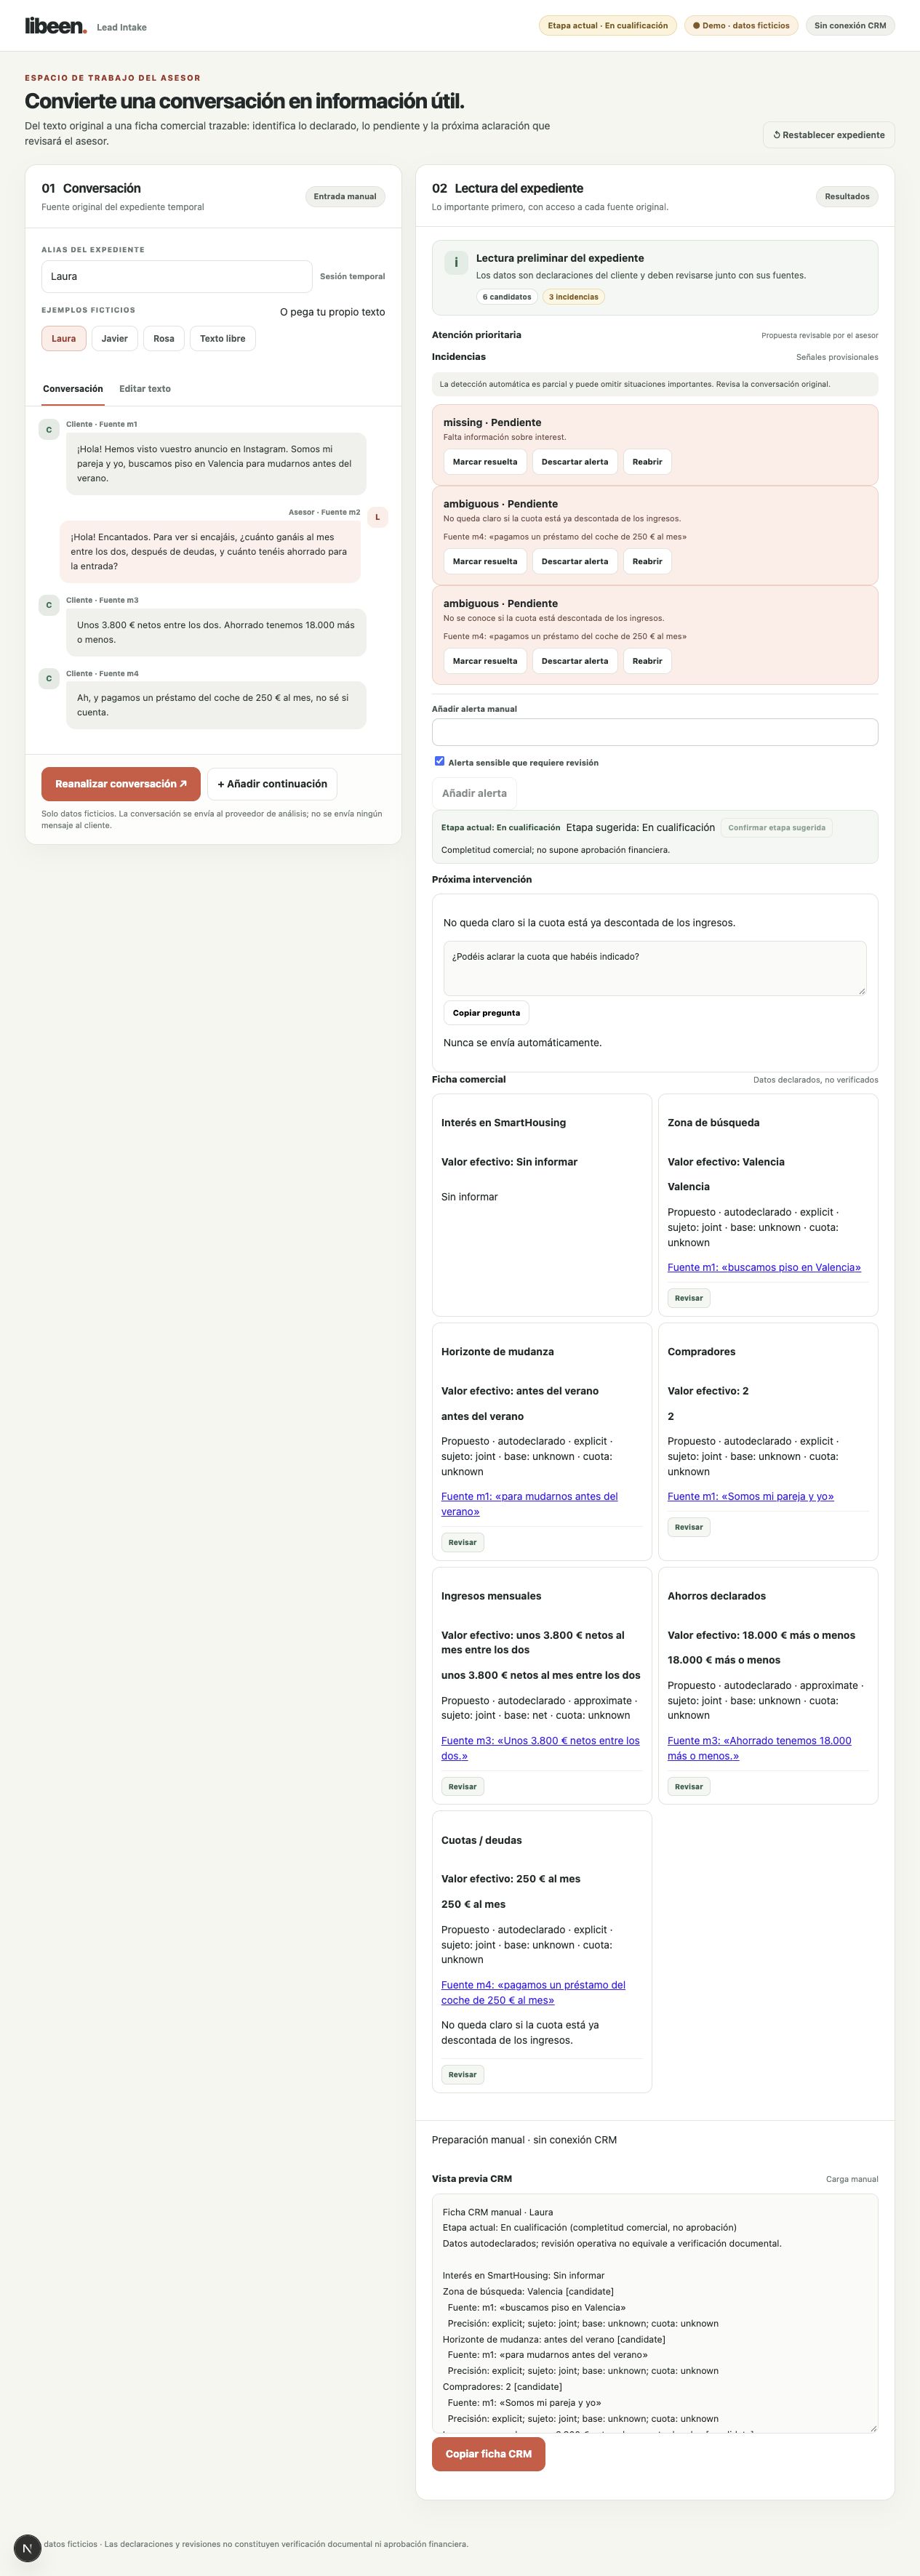 libeen. Lead Intake
Etapa actual · En cualificación
Demo · datos ficticios
Sin conexión CRM
ESPACIO DE TRABAJO DEL ASESOR
Convierte una conversación en información útil.
Del texto original a una ficha comercial trazable: identifica lo declarado, lo pendiente y la próxima aclaración que
revisará el asesor.
↺ Restablecer expediente
01 Conversación
Fuente original del expediente temporal
Entrada manual
ALIAS DEL EXPEDIENTE
Laura
Sesión temporal
EJEMPLOS FICTICIOS
O pega tu propio texto
Laura
Javier
Rosa
Texto libre
Conversación
Editar texto
C
Cliente · Fuente m1
¡Hola! Hemos visto vuestro anuncio en Instagram. Somos mi
pareja y yo, buscamos piso en Valencia para mudarnos antes del
verano.
Asesor · Fuente m2
L
¡Hola! Encantados. Para ver si encajáis, ¿cuánto ganáis al mes
entre los dos, después de deudas, y cuánto tenéis ahorrado para
la entrada?
C
Cliente · Fuente m3
Unos 3.800 € netos entre los dos. Ahorrado tenemos 18.000 más
o menos.
C
Cliente · Fuente m4
Ah, y pagamos un préstamo del coche de 250 € al mes, no sé si
cuenta.
Reanalizar conversación ↗
+ Añadir continuación
Solo datos ficticios. La conversación se envía al proveedor de análisis; no se envía ningún
mensaje al cliente.
02 Lectura del expediente
Lo importante primero, con acceso a cada fuente original.
Resultados
i
Lectura preliminar del expediente
Los datos son declaraciones del cliente y deben revisarse junto con sus fuentes.
6 candidatos
3 incidencias
Atención prioritaria
Propuesta revisable por el asesor
Incidencias
Señales provisionales
La detección automática es parcial y puede omitir situaciones importantes. Revisa la conversación original.
missing · Pendiente
Falta información sobre interest.
Marcar resuelta
Descartar alerta
Reabrir
ambiguous · Pendiente
No queda claro si la cuota está ya descontada de los ingresos.
Fuente m4: «pagamos un préstamo del coche de 250 € al mes»
Marcar resuelta
Descartar alerta
Reabrir
ambiguous · Pendiente
No se conoce si la cuota está descontada de los ingresos.
Fuente m4: «pagamos un préstamo del coche de 250 € al mes»
Marcar resuelta
Descartar alerta
Reabrir
Añadir alerta manual
Alerta sensible que requiere revisión
Añadir alerta
Etapa actual: En cualificación
Etapa sugerida: En cualificación
Confirmar etapa sugerida
Completitud comercial; no supone aprobación financiera.
Próxima intervención
No queda claro si la cuota está ya descontada de los ingresos.
¿Podéis aclarar la cuota que habéis indicado?
Copiar pregunta
Nunca se envía automáticamente.
Ficha comercial
Datos declarados, no verificados
Interés en SmartHousing
Valor efectivo: Sin informar
Sin informar
Zona de búsqueda
Valor efectivo: Valencia
Valencia
Propuesto · autodeclarado · explicit ·
sujeto: joint · base: unknown · cuota:
unknown
Fuente m1: «buscamos piso en Valencia»
Revisar
Horizonte de mudanza
Valor efectivo: antes del verano
antes del verano
Propuesto · autodeclarado · explicit ·
sujeto: joint · base: unknown · cuota:
unknown
Fuente m1: «para mudarnos antes del
verano»
Revisar
Compradores
Valor efectivo: 2
2
Propuesto · autodeclarado · explicit ·
sujeto: joint · base: unknown · cuota:
unknown
Fuente m1: «Somos mi pareja y yo»
Revisar
Ingresos mensuales
Valor efectivo: unos 3.800 € netos al
mes entre los dos
unos 3.800 € netos al mes entre los dos
Propuesto · autodeclarado · approximate ·
sujeto: joint · base: net · cuota: unknown
Fuente m3: «Unos 3.800 € netos entre los
dos.»
Revisar
Ahorros declarados
Valor efectivo: 18.000 € más o menos
18.000 € más o menos
Propuesto · autodeclarado · approximate ·
sujeto: joint · base: unknown · cuota:
unknown
Fuente m3: «Ahorrado tenemos 18.000
más o menos.»
Revisar
Cuotas / deudas
Valor efectivo: 250 € al mes
250 € al mes
Propuesto · autodeclarado · explicit ·
sujeto: joint · base: unknown · cuota:
unknown
Fuente m4: «pagamos un préstamo del
coche de 250 € al mes»
No queda claro si la cuota está ya
descontada de los ingresos.
Revisar
Preparación manual · sin conexión CRM
Vista previa CRM
Carga manual
Ficha CRM manual · Laura
Etapa actual: En cualificación (completitud comercial, no aprobación)
Datos autodeclarados; revisión operativa no equivale a verificación documental.
Interés en SmartHousing: Sin informar
Zona de búsqueda: Valencia [candidate]
Fuente: m1: «buscamos piso en Valencia»
Precisión: explicit; sujeto: joint; base: unknown; cuota: unknown
Horizonte de mudanza: antes del verano [candidate]
Fuente: m1: «para mudarnos antes del verano»
Precisión: explicit; sujeto: joint; base: unknown; cuota: unknown
Compradores: 2 [candidate]
Fuente: m1: «Somos mi pareja y yo»
Precisión: explicit; sujeto: joint; base: unknown; cuota: unknown
Copiar ficha CRM
N
datos ficticios · Las declaraciones y revisiones no constituyen verificación documental ni aprobación financiera.